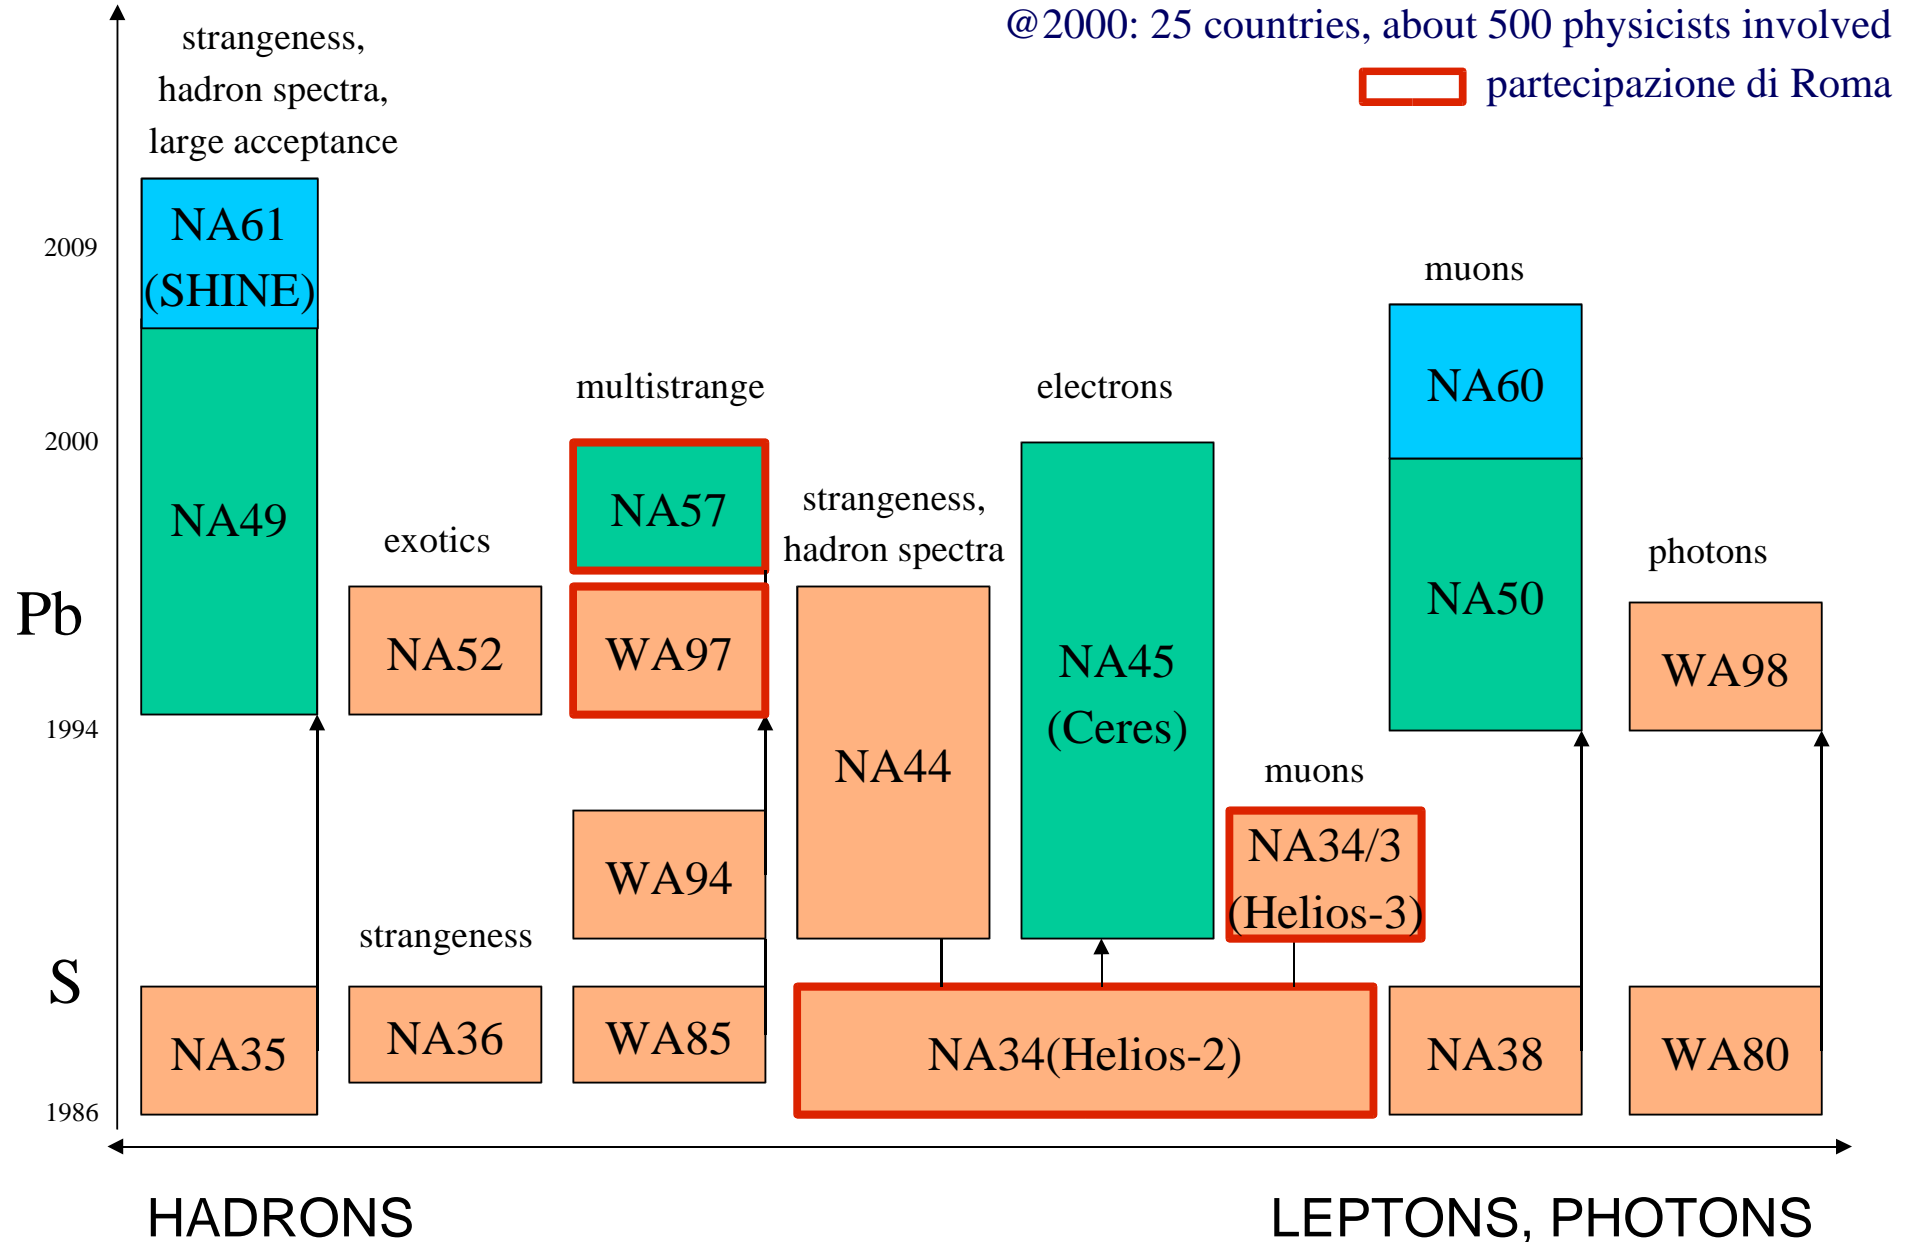 @2000: 25 countries, about 500 physicists involved
partecipazione di Roma
strangeness,
hadron spectra,
large acceptance
NA61
(SHINE)
2009
muons
multistrange
electrons
NA60
2000
NA49
exotics
NA57
strangeness,
hadron spectra
photons
Pb
NA52
WA97
NA45
(Ceres)
NA50
WA98
1994
NA44
muons
WA94
NA34/3
(Helios-3)
strangeness
S
NA35
NA36
WA85
NA34(Helios-2)
NA38
WA80
1986
HADRONS
LEPTONS, PHOTONS